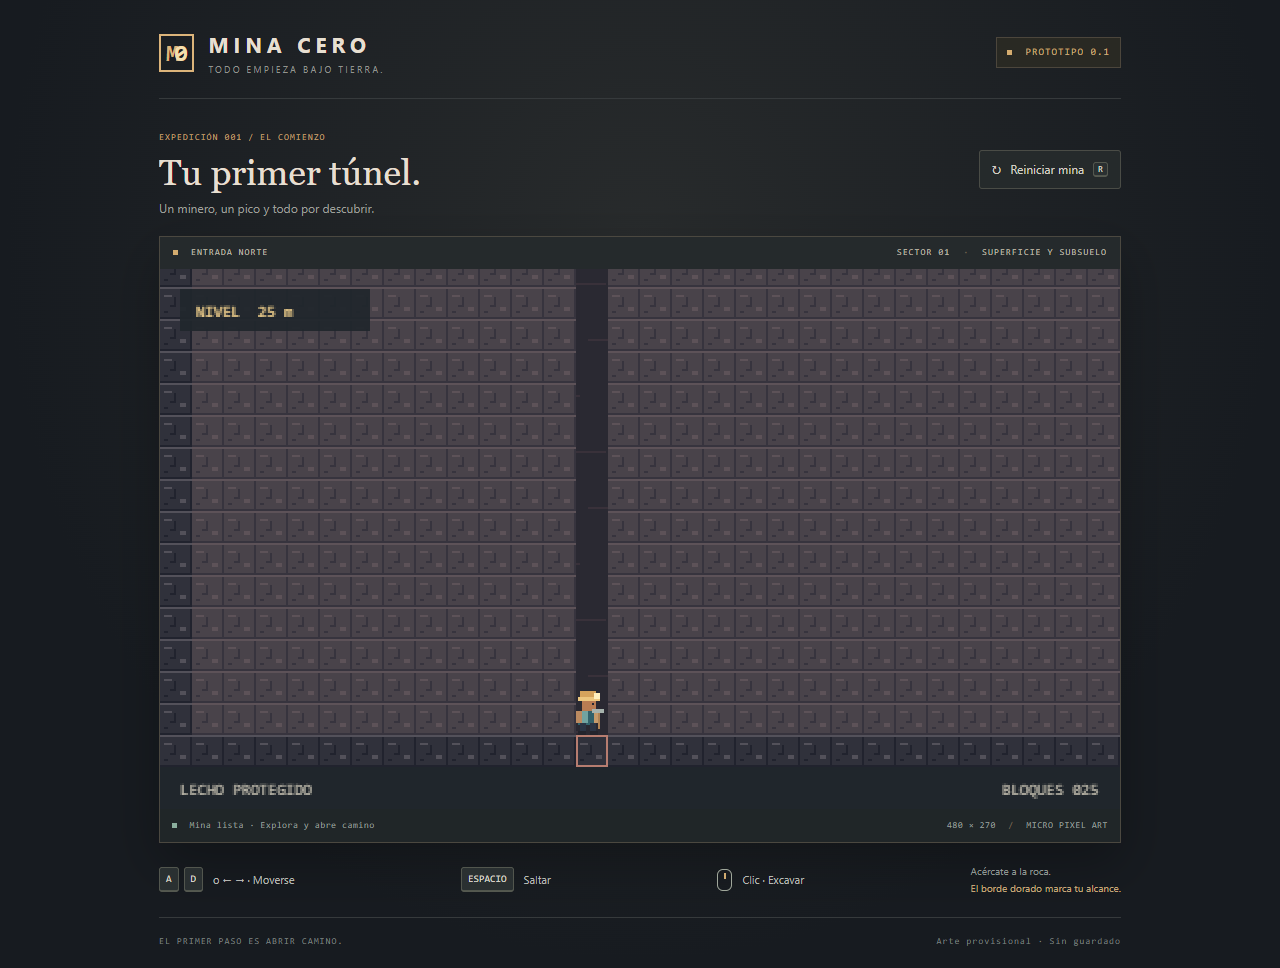 M0
MINA CERO
TODO EMPIEZA BAJO TIERRA.
PROTOTIPO 0.1
EXPEDICIÓN 001 / EL COMIENZO
Tu primer túnel.
Un minero, un pico y todo por descubrir.
↻ Reiniciar mina R
ENTRADA NORTE
SECTOR 01 · SUPERFICIE Y SUBSUELO
NIVEL 25 m
LECHO PROTEGIDO
BLOQUES 025
Mina lista · Explora y abre camino
480 × 270 / MICRO PIXEL ART
A D o ← → · Moverse
ESPACIO Saltar
Clic · Excavar
Acércate a la roca.
El borde dorado marca tu alcance.
EL PRIMER PASO ES ABRIR CAMINO.
Arte provisional · Sin guardado